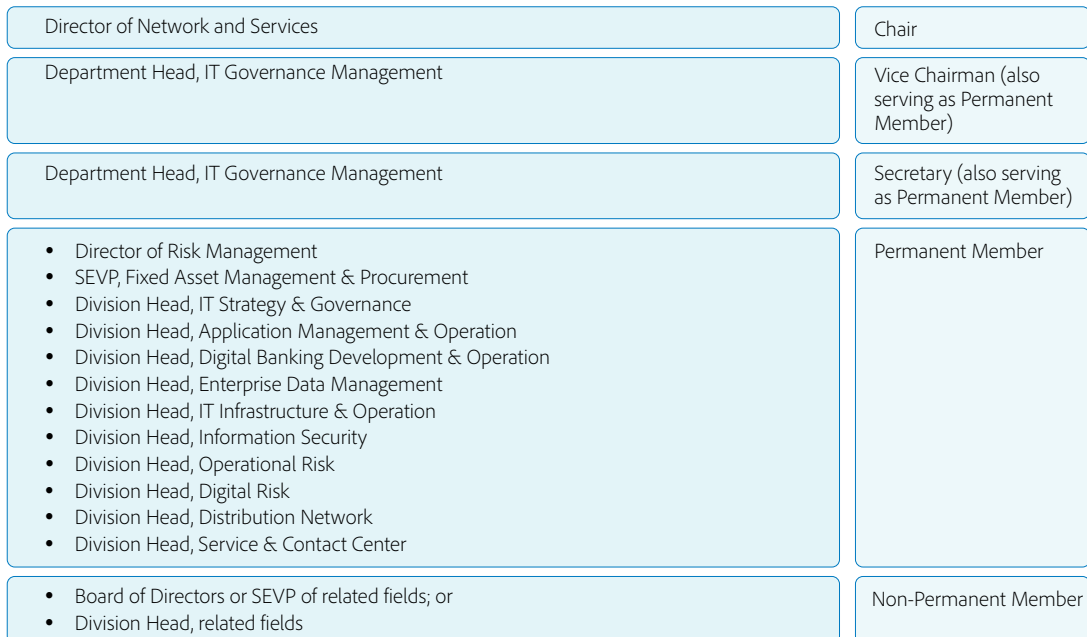 Director of Network and Services
Chair
Department Head, IT Governance Management
Vice Chairman (also
serving as Permanent
Member)
Department Head, IT Governance Management
Secretary (also serving
as Permanent Member)
• Director of Risk Management
• SEVP, Fixed Asset Management & Procurement
• Division Head, IT Strategy & Governance
• Division Head, Application Management & Operation
• Division Head, Digital Banking Development & Operation
• Division Head, Enterprise Data Management
• Division Head, IT Infrastructure & Operation
• Division Head, Information Security
• Division Head, Operational Risk
• Division Head, Digital Risk
• Division Head, Distribution Network
• Division Head, Service & Contact Center
Permanent Member
• Board of Directors or SEVP of related fields; or
• Division Head, related fields
Non-Permanent Member